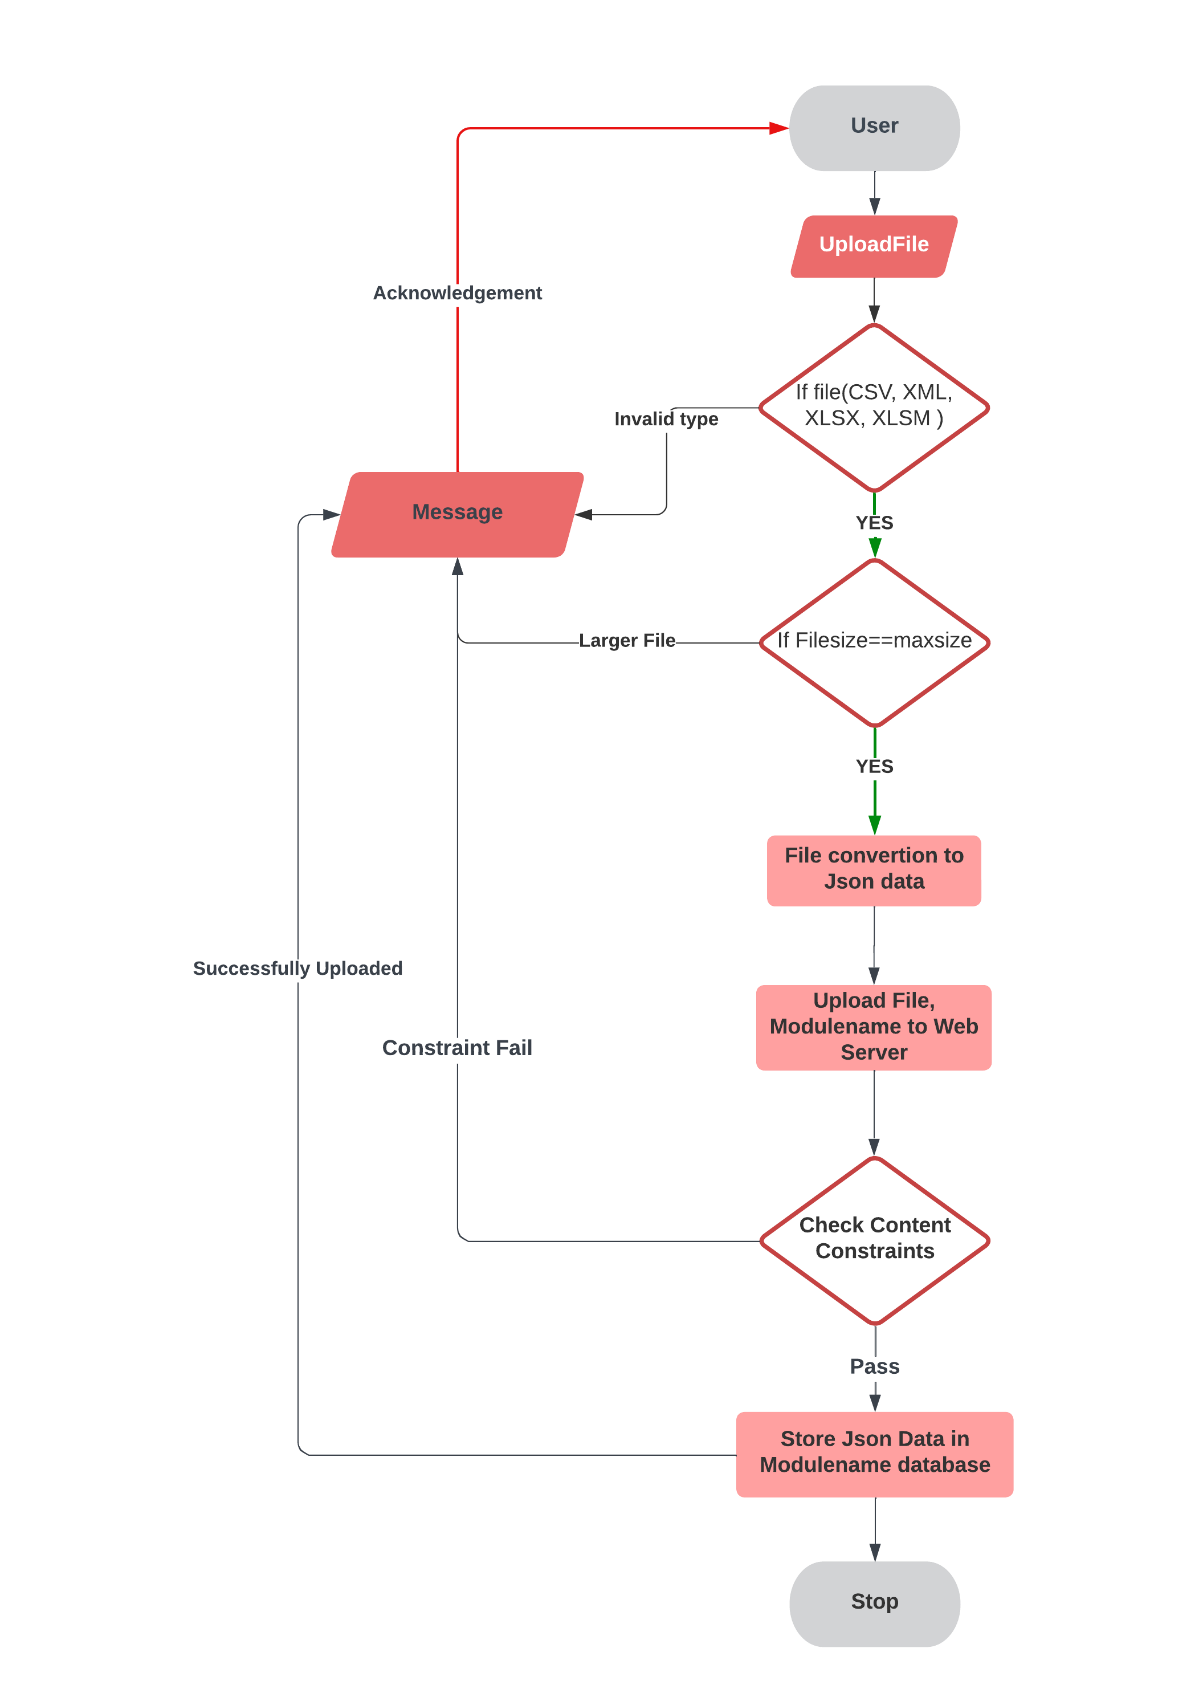 User
UploadFile
Acknowledgement
If file(CSV, XML,
XLSX, XLSM )
Invalid type
Message
YES
If Filesize==maxsize
Larger File
YES
File convertion to
Json data
Successfully Uploaded
Upload File,
Modulename to Web
Server
Constraint Fail
Check Content
Constraints
Pass
Store Json Data in
Modulename database
Stop